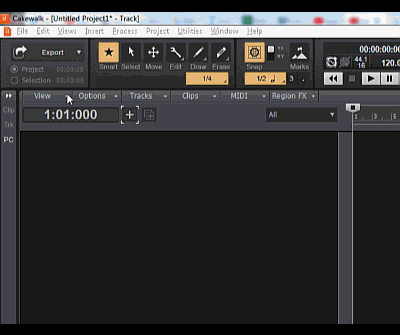 Cakewalk - [Untitled Project1* - Track]
File Edit Views Insert Process Project Utilities Window Help
Export
Project 00:00:00
Selection 00:00:00
Smart Select Move Edit Draw Erase
1/4
Snap Marks
1/2 3
00:00:00:0
44.1
16
120.0
View Options Tracks Clips MIDI Region FX
Clip
Trk
PC
1:01:000
All
1 3 5